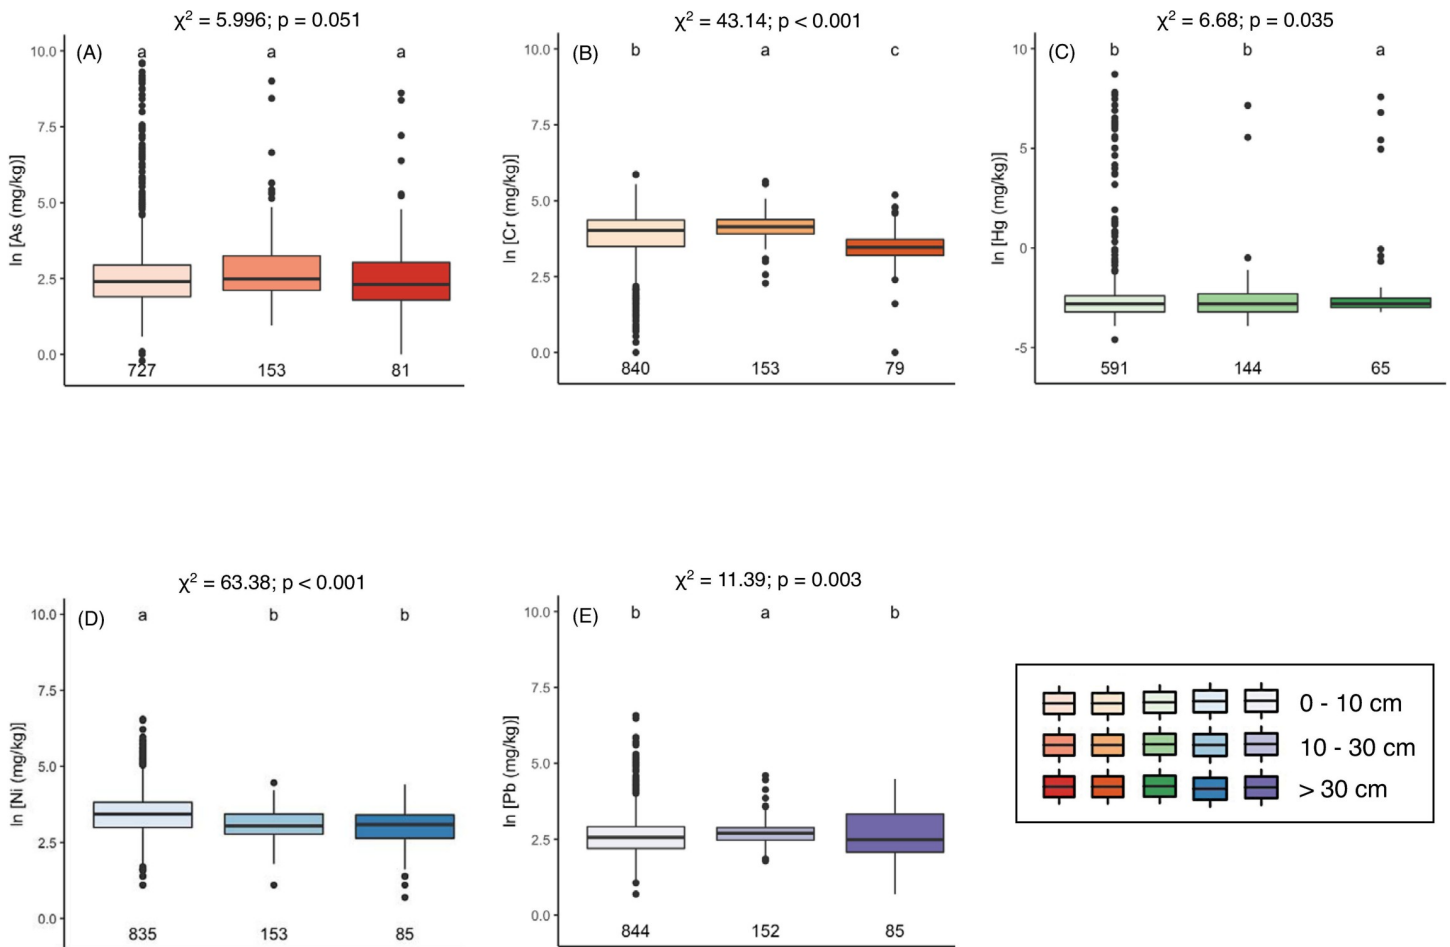 χ² = 5.996; p = 0.051
(A)
a a a
ln [As (mg/kg)]
10.0
7.5
5.0
2.5
0.0
727 153 81
χ² = 43.14; p < 0.001
(B)
b a c
ln [Cr (mg/kg)]
10.0
7.5
5.0
2.5
0.0
840 153 79
χ² = 6.68; p = 0.035
(C)
b b a
ln [Hg (mg/kg)]
10
5
0
-5
591 144 65
χ² = 63.38; p < 0.001
(D)
a b b
ln [Ni (mg/kg)]
10.0
7.5
5.0
2.5
0.0
835 153 85
χ² = 11.39; p = 0.003
(E)
b a b
ln [Pb (mg/kg)]
10.0
7.5
5.0
2.5
0.0
844 152 85
0 - 10 cm
10 - 30 cm
> 30 cm